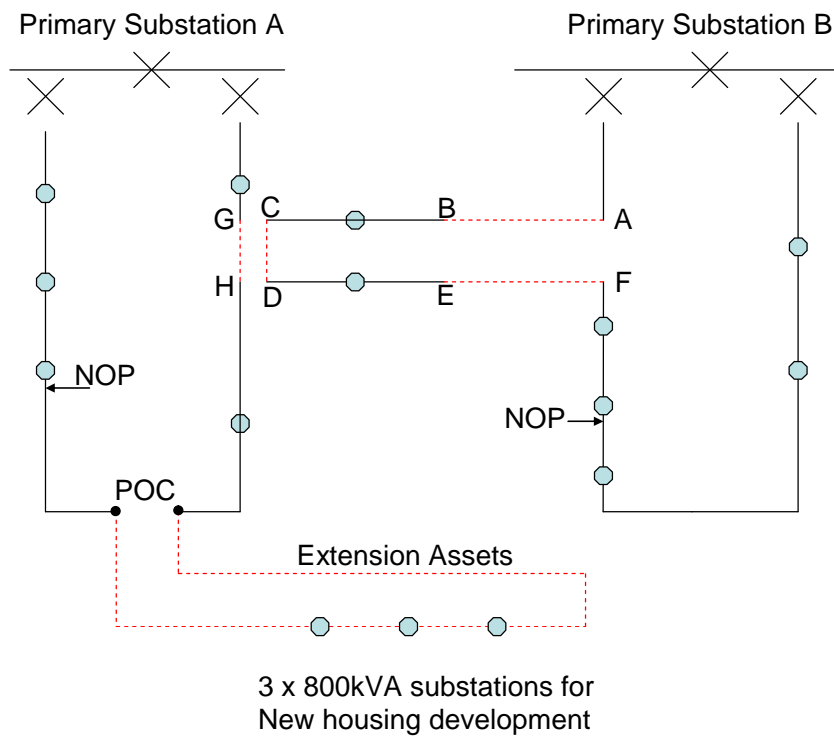 Primary Substation A
Primary Substation B
G
C
B
A
H
D
E
F
NOP
NOP
POC
Extension Assets
3 x 800kVA substations for
New housing development